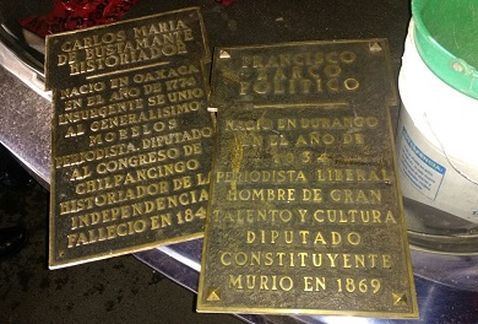 CARLOS MARIA
DE BUSTAMANTE
HISTORIADOR
NACIO EN OAXACA
EN EL AÑO DE 1774
INSURGENTE SE UNIO
AL GENERALISIMO
MORELOS
PERIODISTA, DIPUTADO
AL CONGRESO DE
CHILPANCINGO
HISTORIADOR DE LA
INDEPENDENCIA
FALLECIO EN 184
FRANCISCO
ZARCO
POLITICO
NACIO EN DURANGO
EN EL AÑO DE
PERIODISTA LIBERAL
HOMBRE DE GRAN
TALENTO Y CULTURA
DIPUTADO
CONSTITUYENTE
MURIO EN 1869